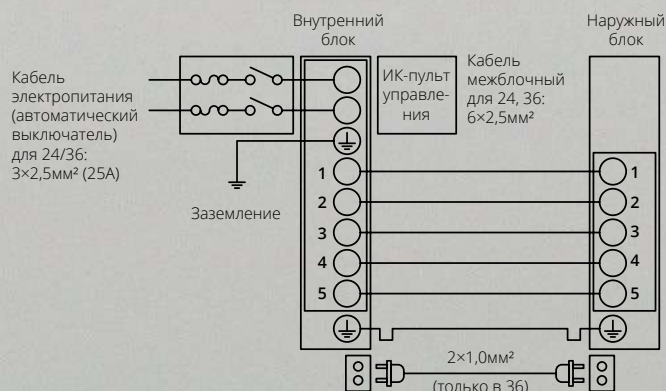 Внутренний
блок
Наружный
блок
Кабель
электропитания
(автоматический
выключатель)
для 24/36:
3×2,5мм² (25А)
ИК-пульт
управле-
ния
Кабель
межблочный
для 24, 36:
6×2,5мм²
Заземление
1 1
2 2
3 3
4 4
5 5
2×1,0мм²
(только в 36)